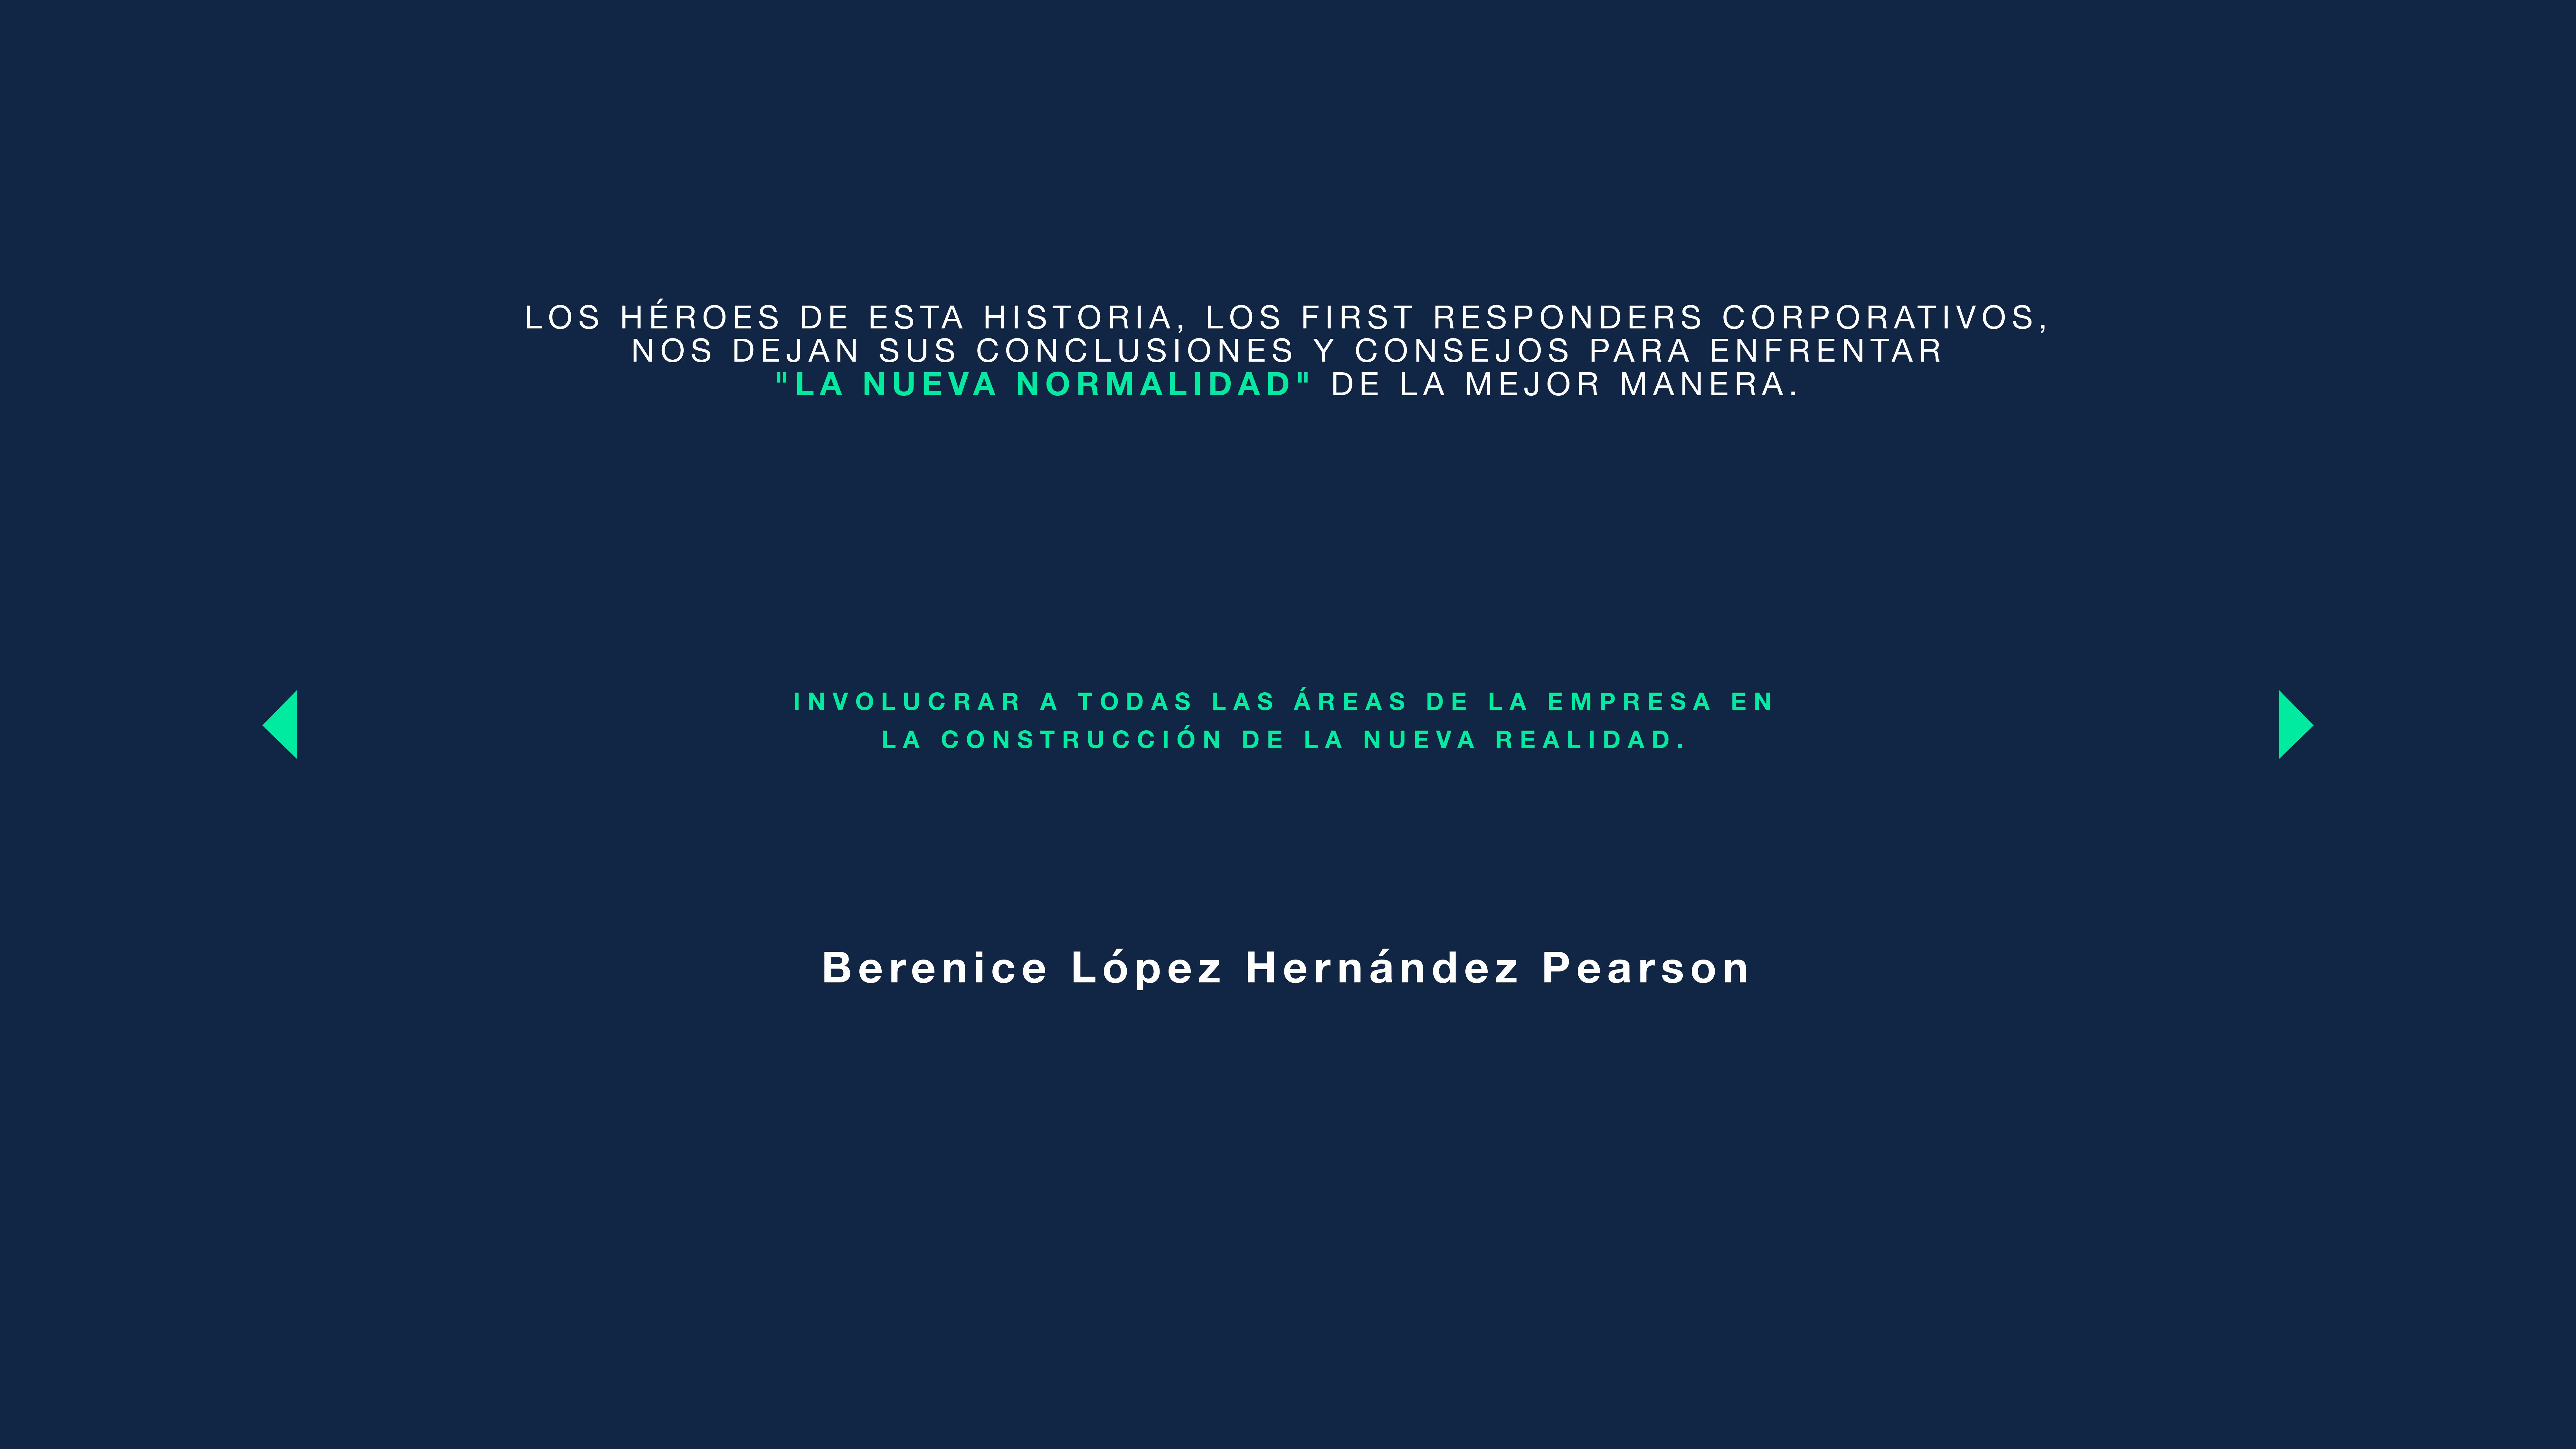 LOS HÉROES DE ESTA HISTORIA, LOS FIRST RESPONDERS CORPORATIVOS,
NOS DEJAN SUS CONCLUSIONES Y CONSEJOS PARA ENFRENTAR
"LA NUEVA NORMALIDAD" DE LA MEJOR MANERA.
INVOLUCRAR A TODAS LAS ÁREAS DE LA EMPRESA EN
LA CONSTRUCCIÓN DE LA NUEVA REALIDAD.
Berenice López Hernández Pearson